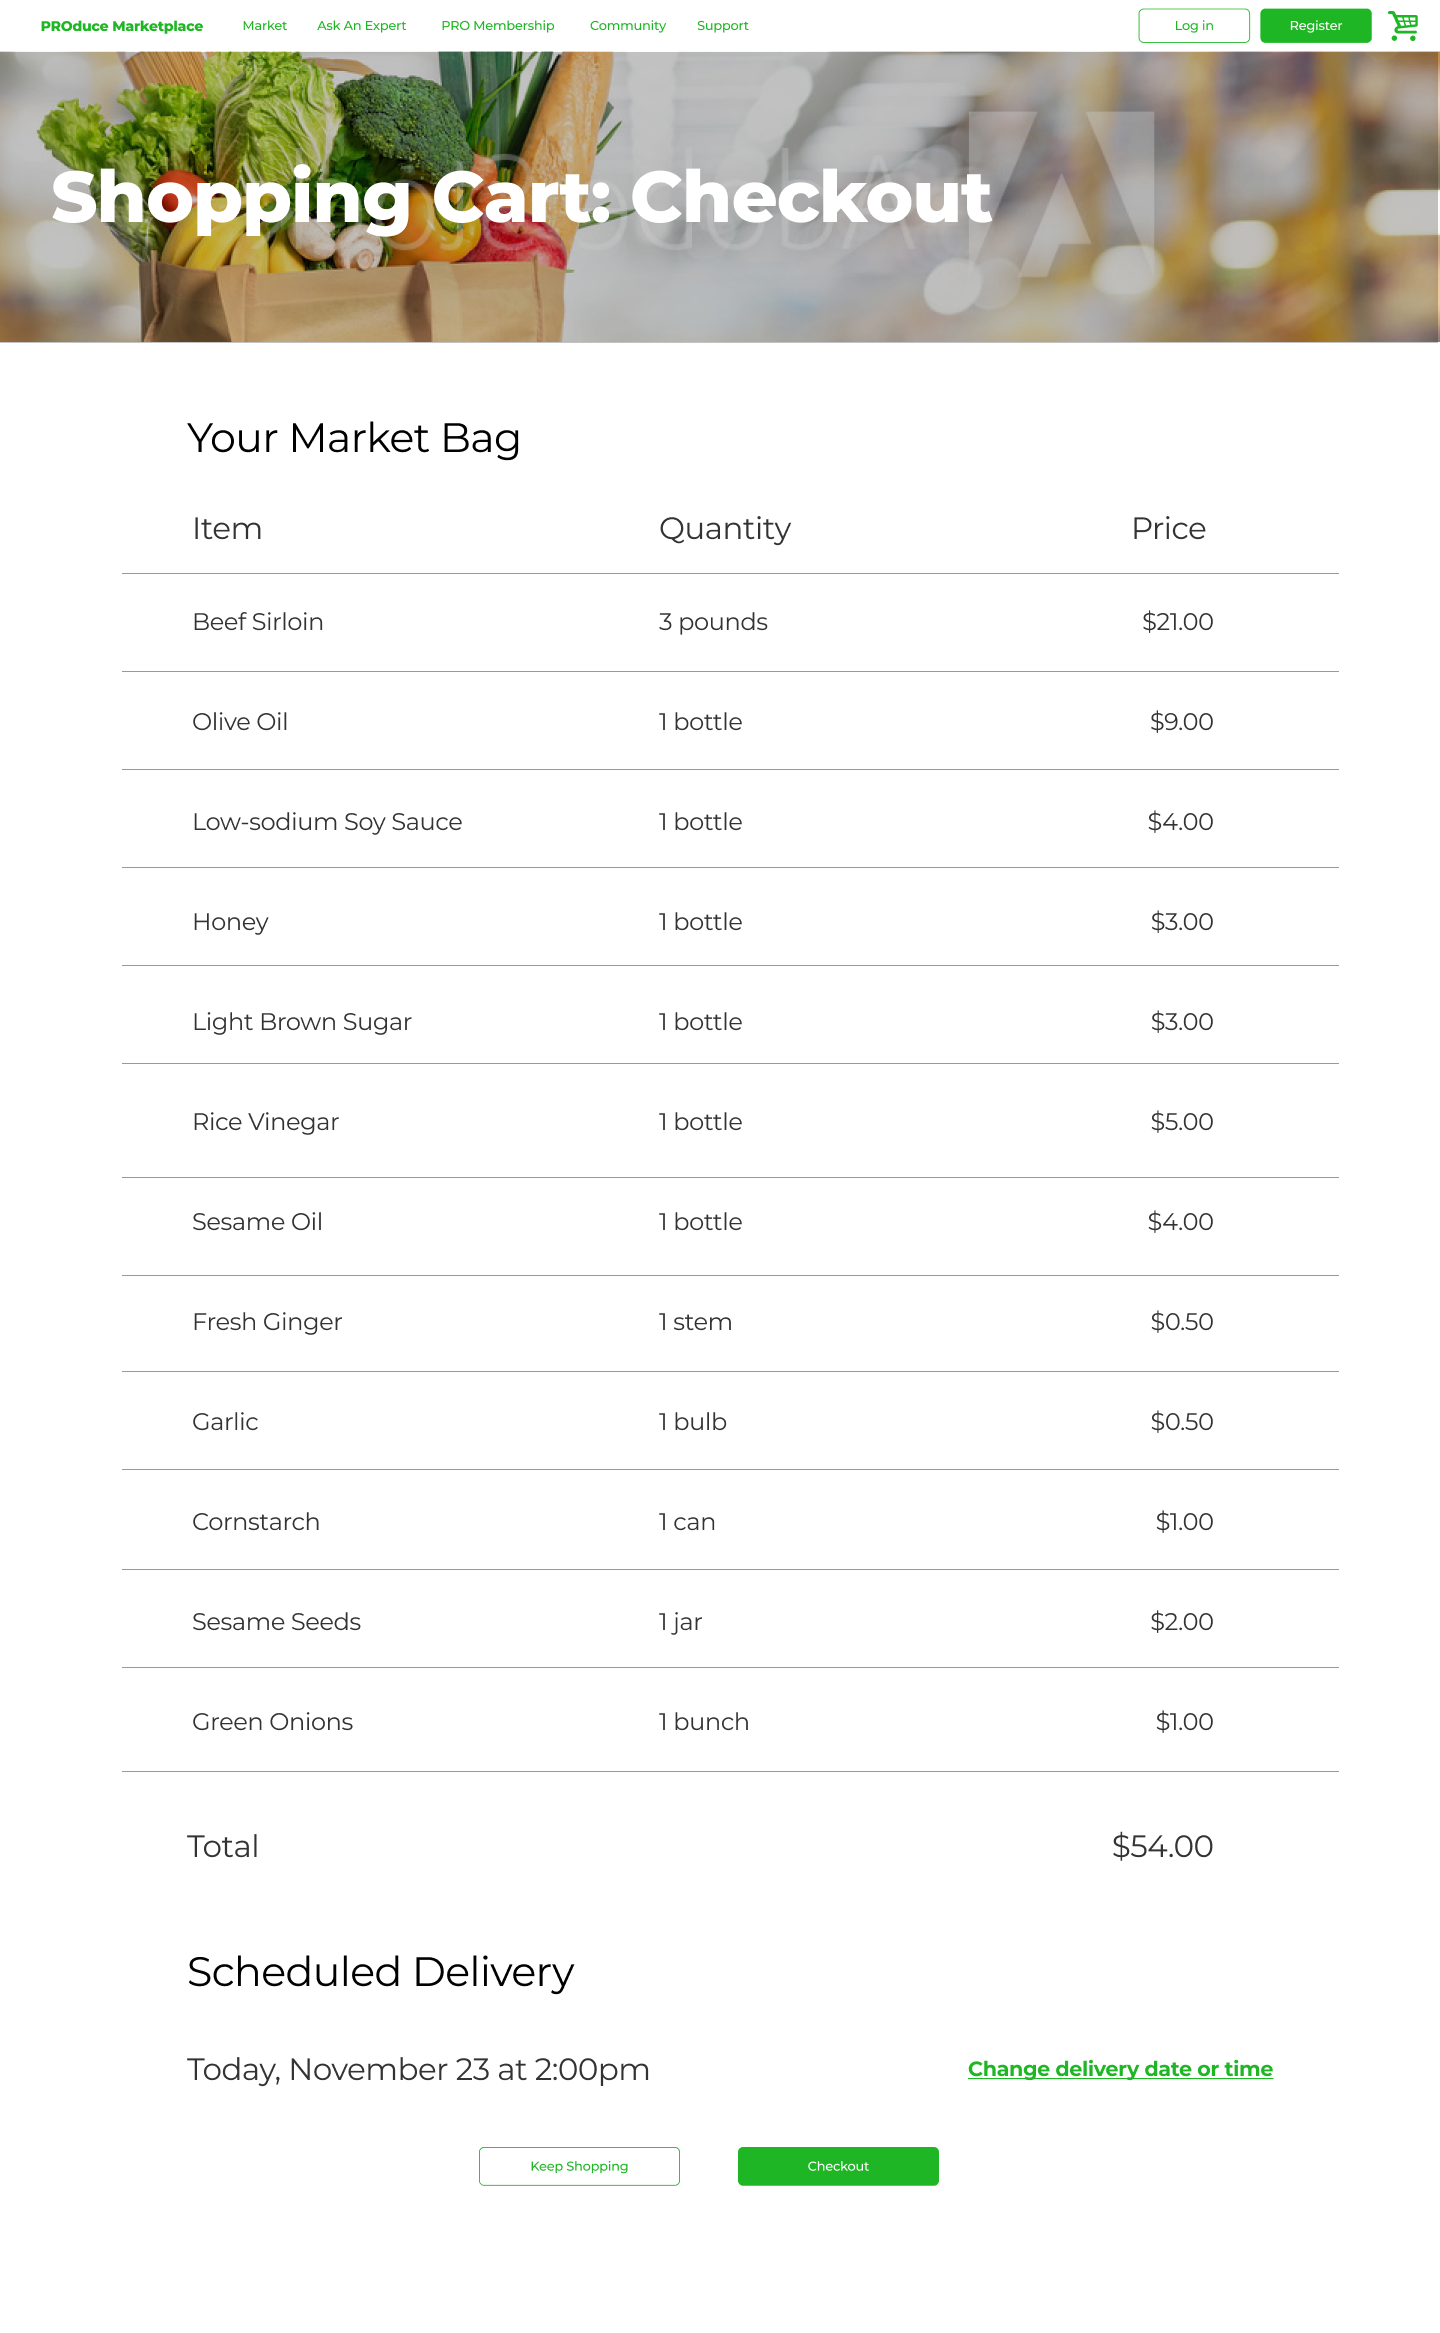 PROduce Marketplace Market Ask An Expert PRO Membership Community Support Log in Register
Shopping Cart: Checkout
Your Market Bag
Item Quantity Price
Beef Sirloin 3 pounds $21.00
Olive Oil 1 bottle $9.00
Low-sodium Soy Sauce 1 bottle $4.00
Honey 1 bottle $3.00
Light Brown Sugar 1 bottle $3.00
Rice Vinegar 1 bottle $5.00
Sesame Oil 1 bottle $4.00
Fresh Ginger 1 stem $0.50
Garlic 1 bulb $0.50
Cornstarch 1 can $1.00
Sesame Seeds 1 jar $2.00
Green Onions 1 bunch $1.00
Total $54.00
Scheduled Delivery
Today, November 23 at 2:00pm Change delivery date or time
Keep Shopping Checkout